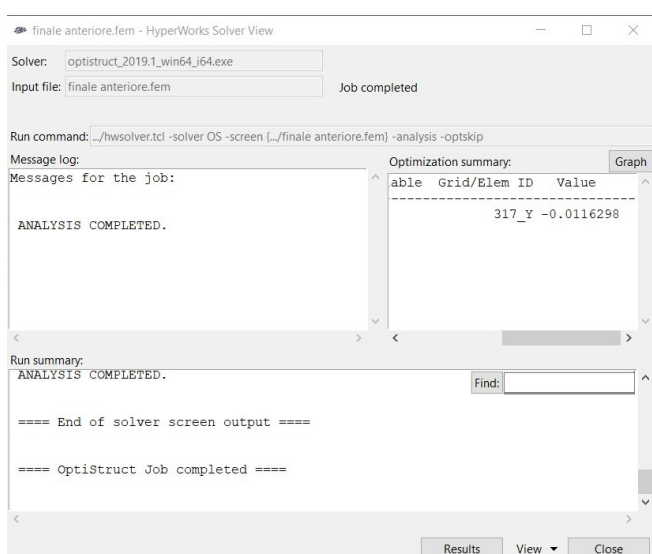 finale anteriore.fem - HyperWorks Solver View
Solver: optistruct_2019.1_win64_i64.exe
Input file: finale anteriore.fem Job completed
Run command: .../hwsolver.tcl -solver OS -screen {.../finale anteriore.fem} -analysis -optskip
Message log: Optimization summary: Graph
Messages for the job:
.able Grid/Elem ID Value
--------------------------------
317_Y -0.0116298
ANALYSIS COMPLETED.
Run summary:
ANALYSIS COMPLETED.
Find:
==== End of solver screen output ====
==== OptiStruct Job completed ====
Results View Close